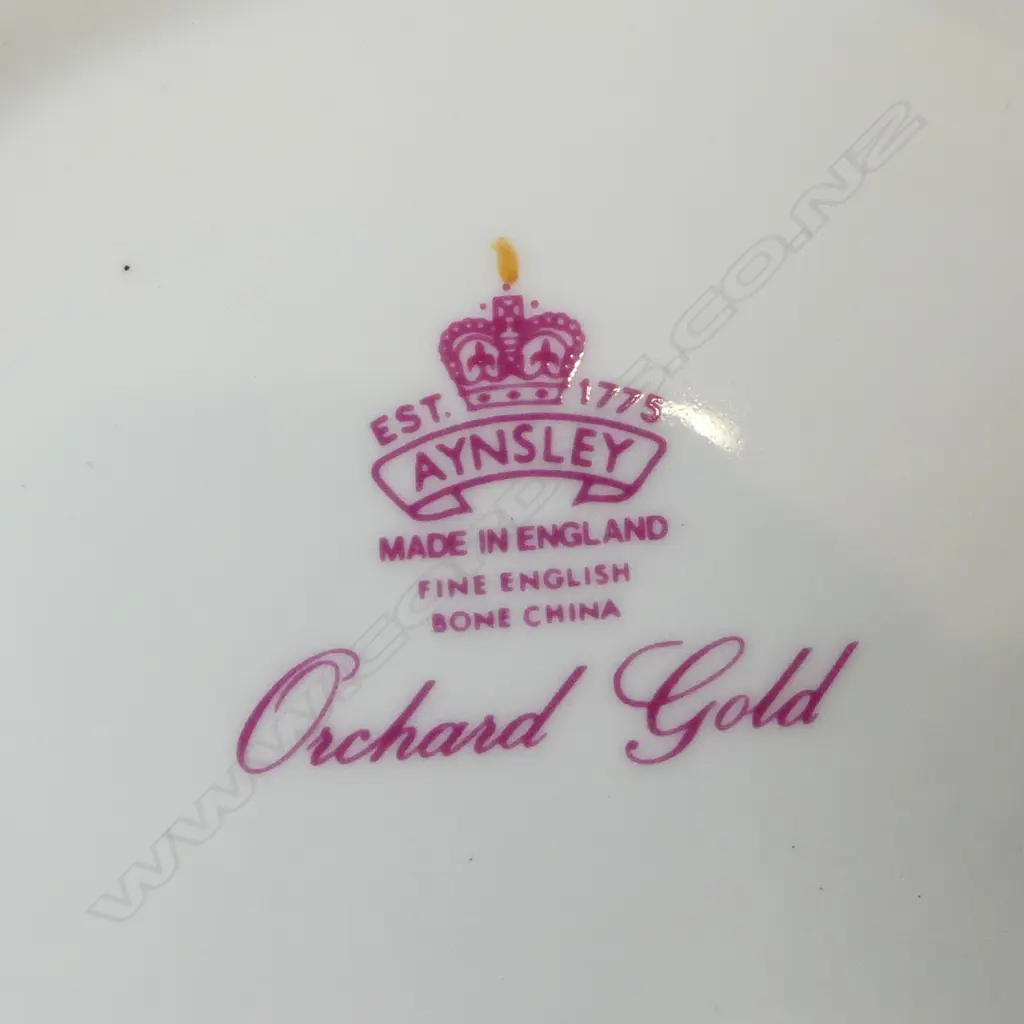 EST. 1775
AYNSLEY
MADE IN ENGLAND
FINE ENGLISH
BONE CHINA
Orchard Gold